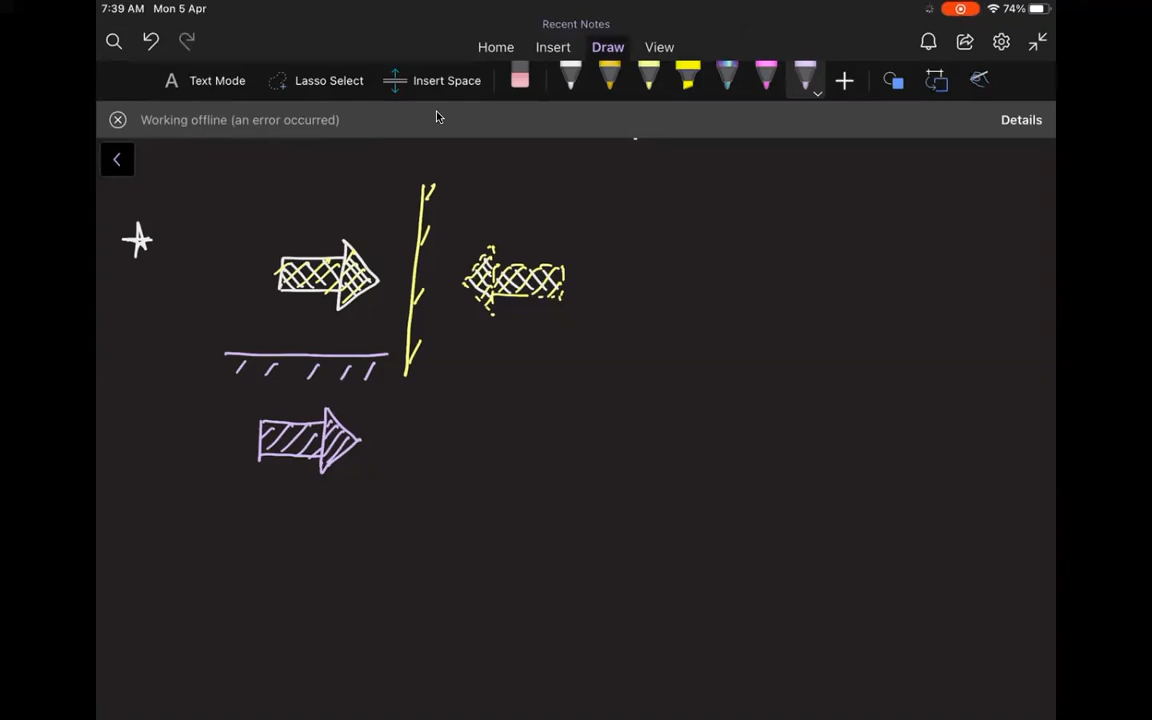 7:39 AM Mon 5 Apr
74%
Recent Notes
Home Insert Draw View
Text Mode Lasso Select Insert Space
Working offline (an error occurred) Details